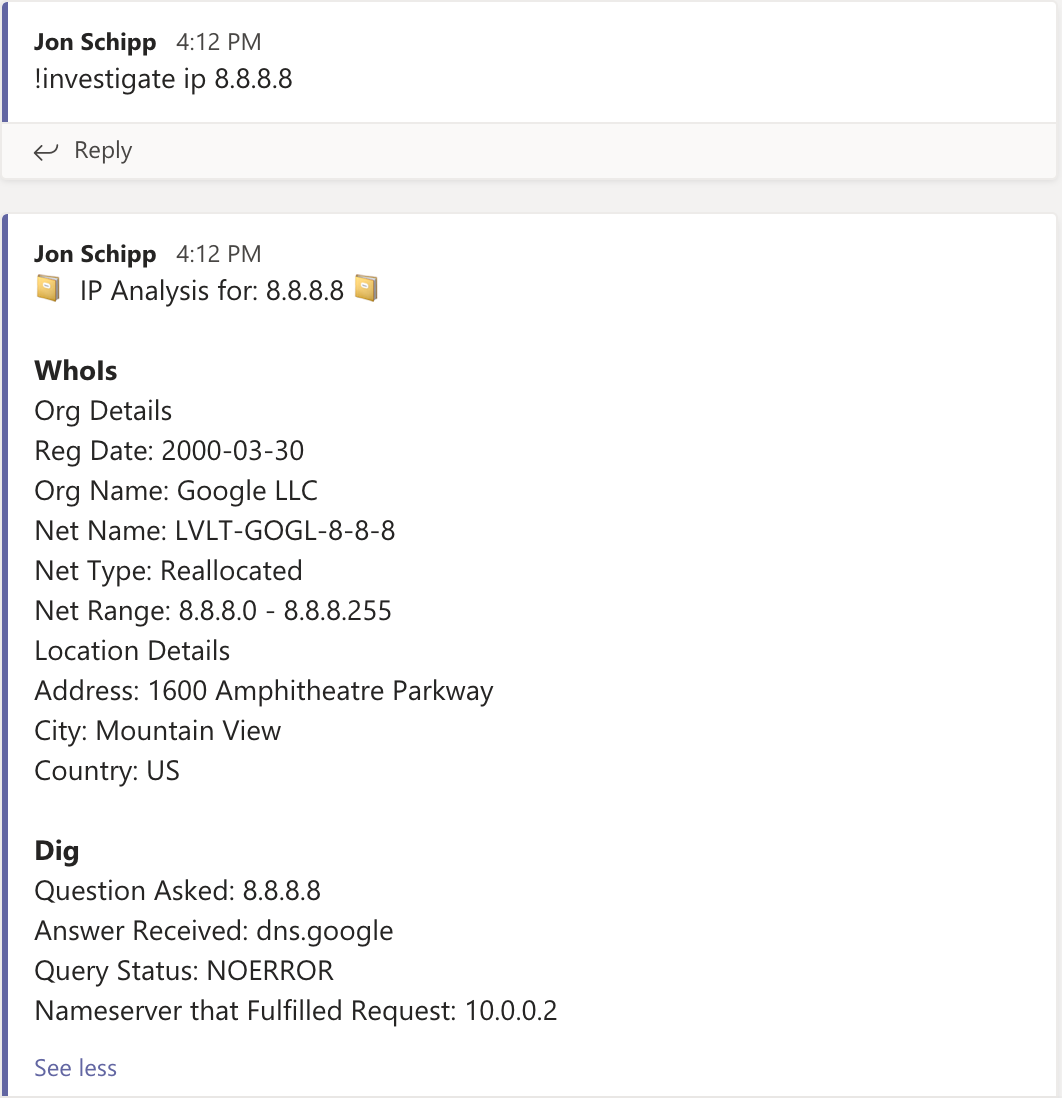 Jon Schipp 4:12 PM
!investigate ip 8.8.8.8
Reply
Jon Schipp 4:12 PM
IP Analysis for: 8.8.8.8
WhoIs
Org Details
Reg Date: 2000-03-30
Org Name: Google LLC
Net Name: LVLT-GOGL-8-8-8
Net Type: Reallocated
Net Range: 8.8.8.0 - 8.8.8.255
Location Details
Address: 1600 Amphitheatre Parkway
City: Mountain View
Country: US
Dig
Question Asked: 8.8.8.8
Answer Received: dns.google
Query Status: NOERROR
Nameserver that Fulfilled Request: 10.0.0.2
See less